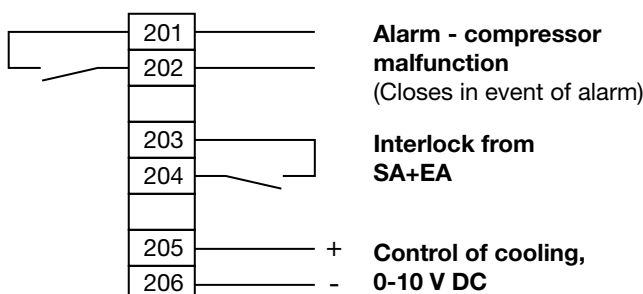 201
202
Alarm - compressor
malfunction
(Closes in event of alarm)
203
204
Interlock from
SA+EA
205 +
206 -
Control of cooling,
0-10 V DC